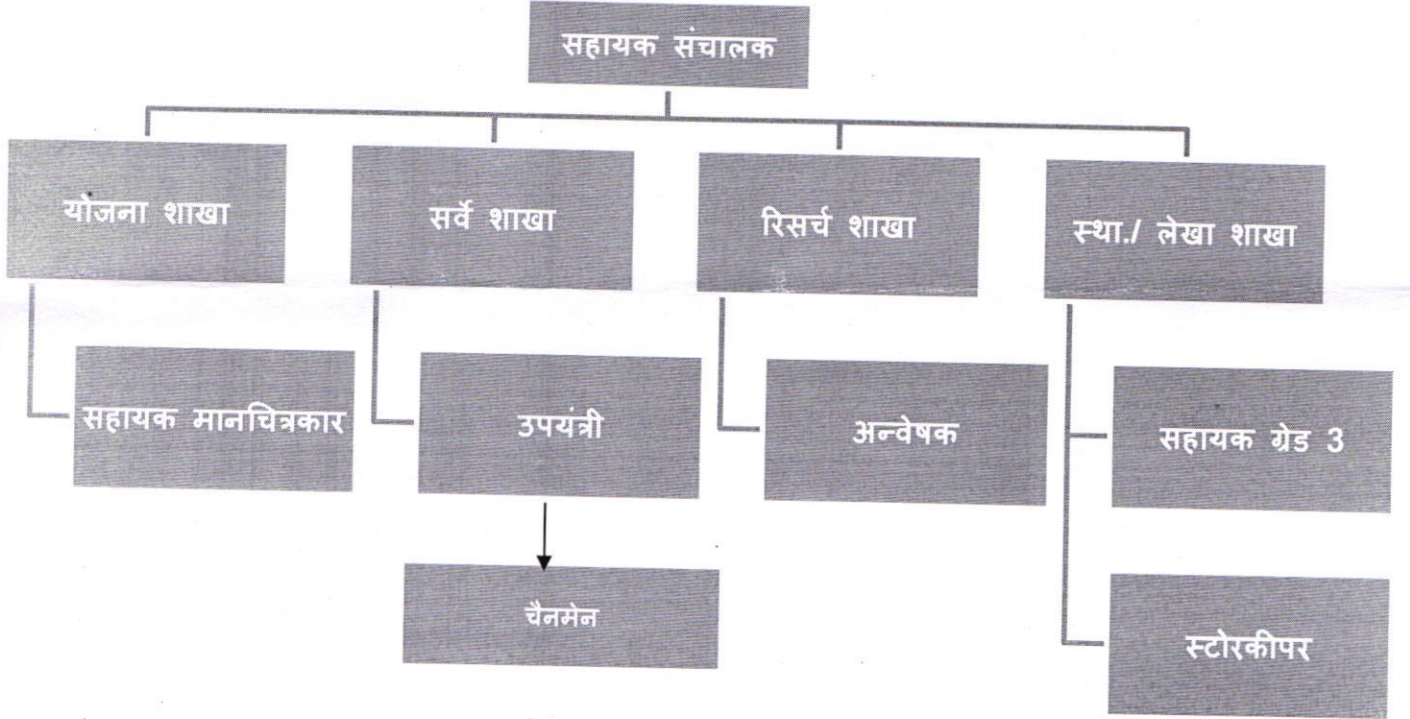 सहायक संचालक
योजना शाखा
सर्वे शाखा
रिसर्च शाखा
स्था./ लेखा शाखा
सहायक मानचित्रकार
उपयंत्री
अन्वेषक
सहायक ग्रेड 3
चैनमेन
स्टोरकीपर